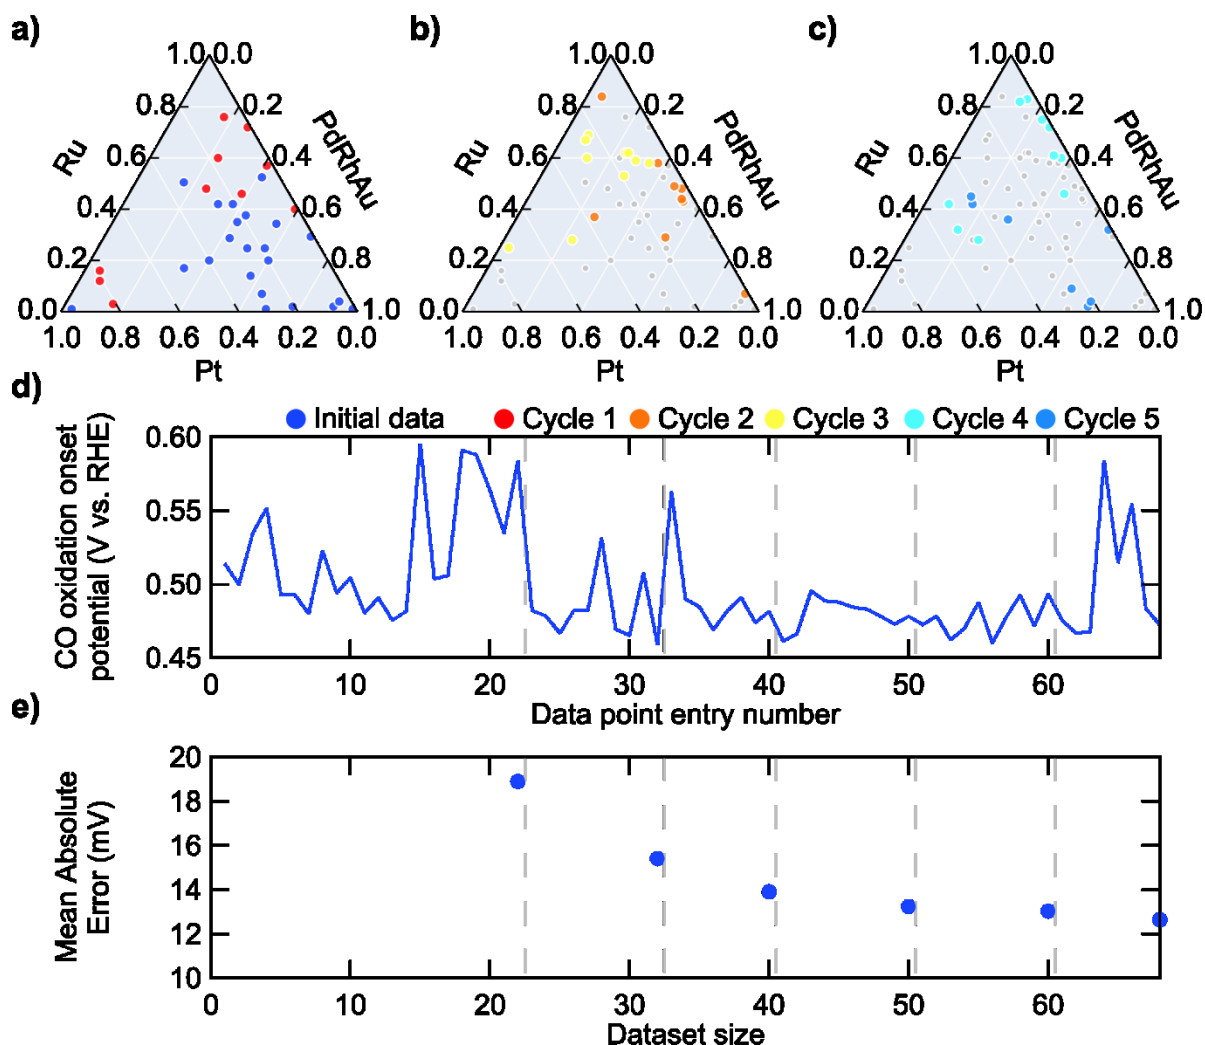 a)
b)
c)
1.0 0.0
1.0 0.0
1.0 0.0
0.8 0.2
0.8 0.2
0.8 0.2
Ru PdRhAu
Ru PdRhAu
Ru PdRhAu
0.6 0.4
0.6 0.4
0.6 0.4
0.4 0.6
0.4 0.6
0.4 0.6
0.2 0.8
0.2 0.8
0.2 0.8
0.0 1.0
0.0 1.0
0.0 1.0
1.0 0.8 0.6 0.4 0.2 0.0
1.0 0.8 0.6 0.4 0.2 0.0
1.0 0.8 0.6 0.4 0.2 0.0
Pt
Pt
Pt
d)
Initial data Cycle 1 Cycle 2 Cycle 3 Cycle 4 Cycle 5
CO oxidation onset
potential (V vs. RHE)
0.60
0.55
0.50
0.45
0 10 20 30 40 50 60
Data point entry number
e)
Mean Absolute
Error (mV)
20
18
16
14
12
10
0 10 20 30 40 50 60
Dataset size